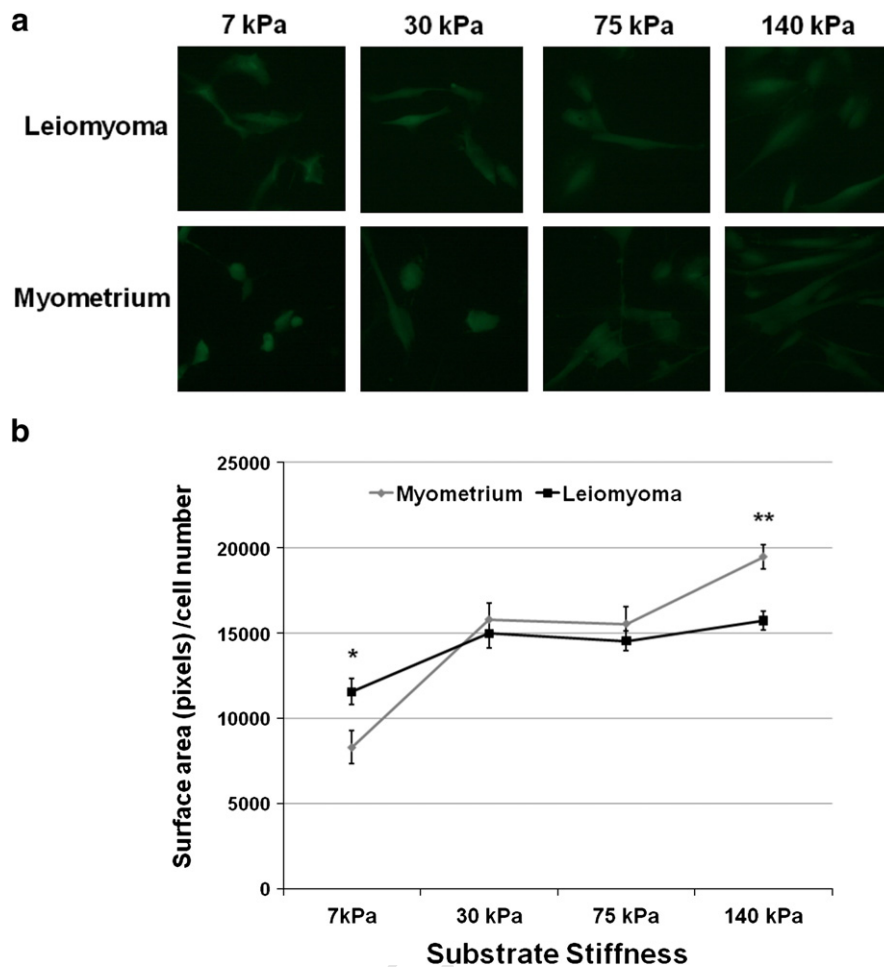 a
7 kPa 30 kPa 75 kPa 140 kPa
Leiomyoma
Myometrium
b
Surface area (pixels) /cell number
25000
20000
15000
10000
5000
0
Myometrium Leiomyoma
*
**
7kPa 30 kPa 75 kPa 140 kPa
Substrate Stiffness